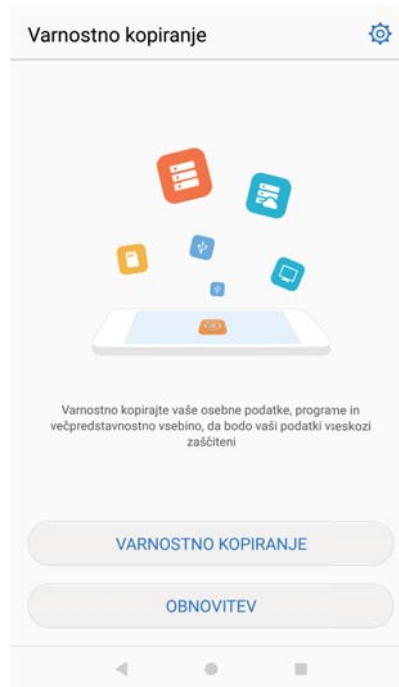 Varnostno kopiranje
Varnostno kopirajte vaše osebne podatke, programe in
večpredstavnostno vsebino, da bodo vaši podatki vseskozi
zaščiteni
VARNOSTNO KOPIRANJE
OBNOVITEV